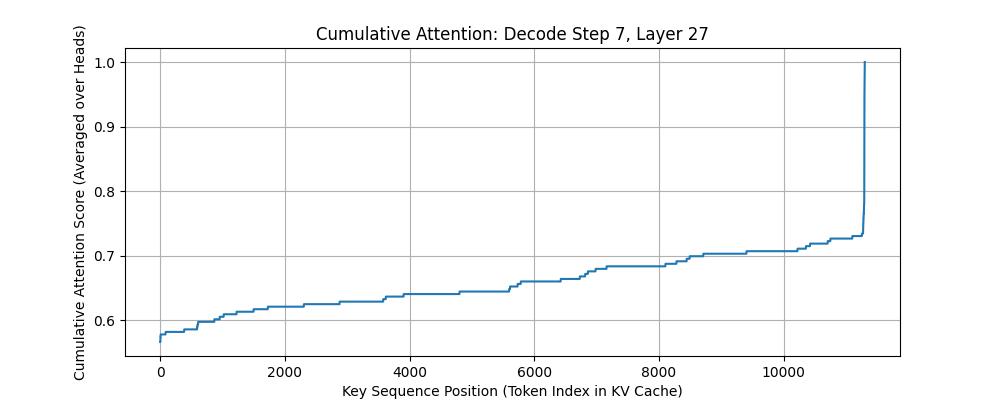 Cumulative Attention: Decode Step 7, Layer 27
Cumulative Attention Score (Averaged over Heads)
1.0
0.9
0.8
0.7
0.6
0 2000 4000 6000 8000 10000
Key Sequence Position (Token Index in KV Cache)